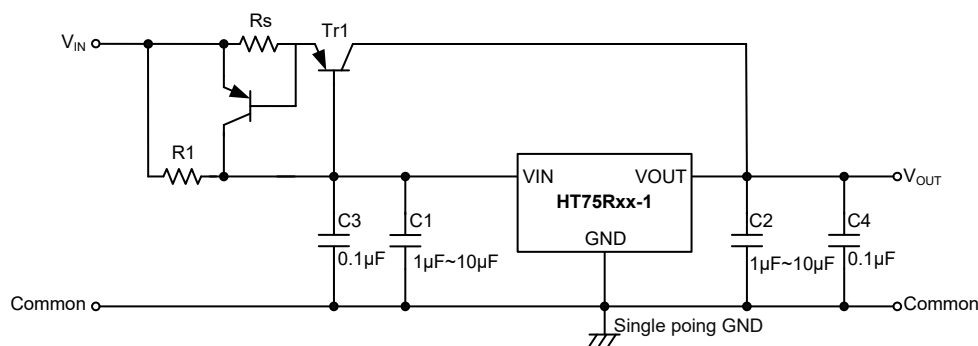 Rs
Tr1
VIN
R1
VIN
VOUT
HT75Rxx-1
GND
VOUT
C3
0.1μF
C1
1μF~10μF
C2
1μF~10μF
C4
0.1μF
Common
Common
Single poing GND